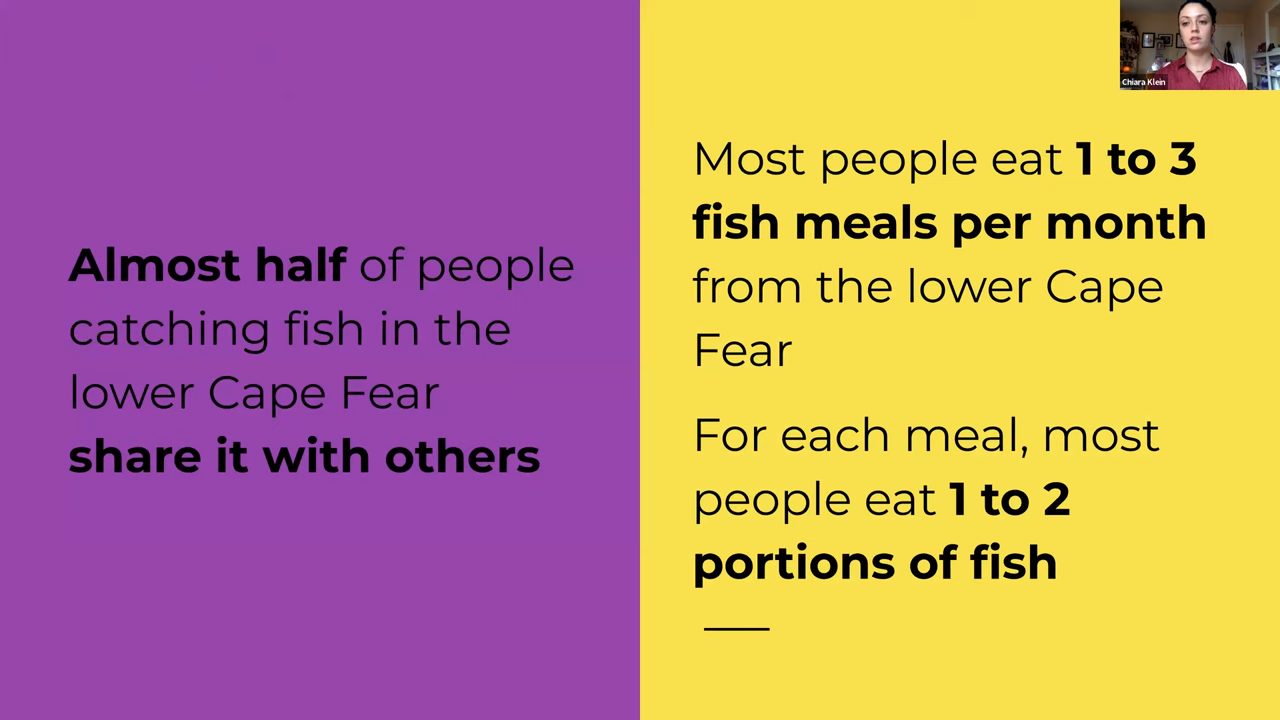 Almost half of people
catching fish in the
lower Cape Fear
share it with others
Most people eat 1 to 3
fish meals per month
from the lower Cape
Fear
For each meal, most
people eat 1 to 2
portions of fish
Chiara Klein